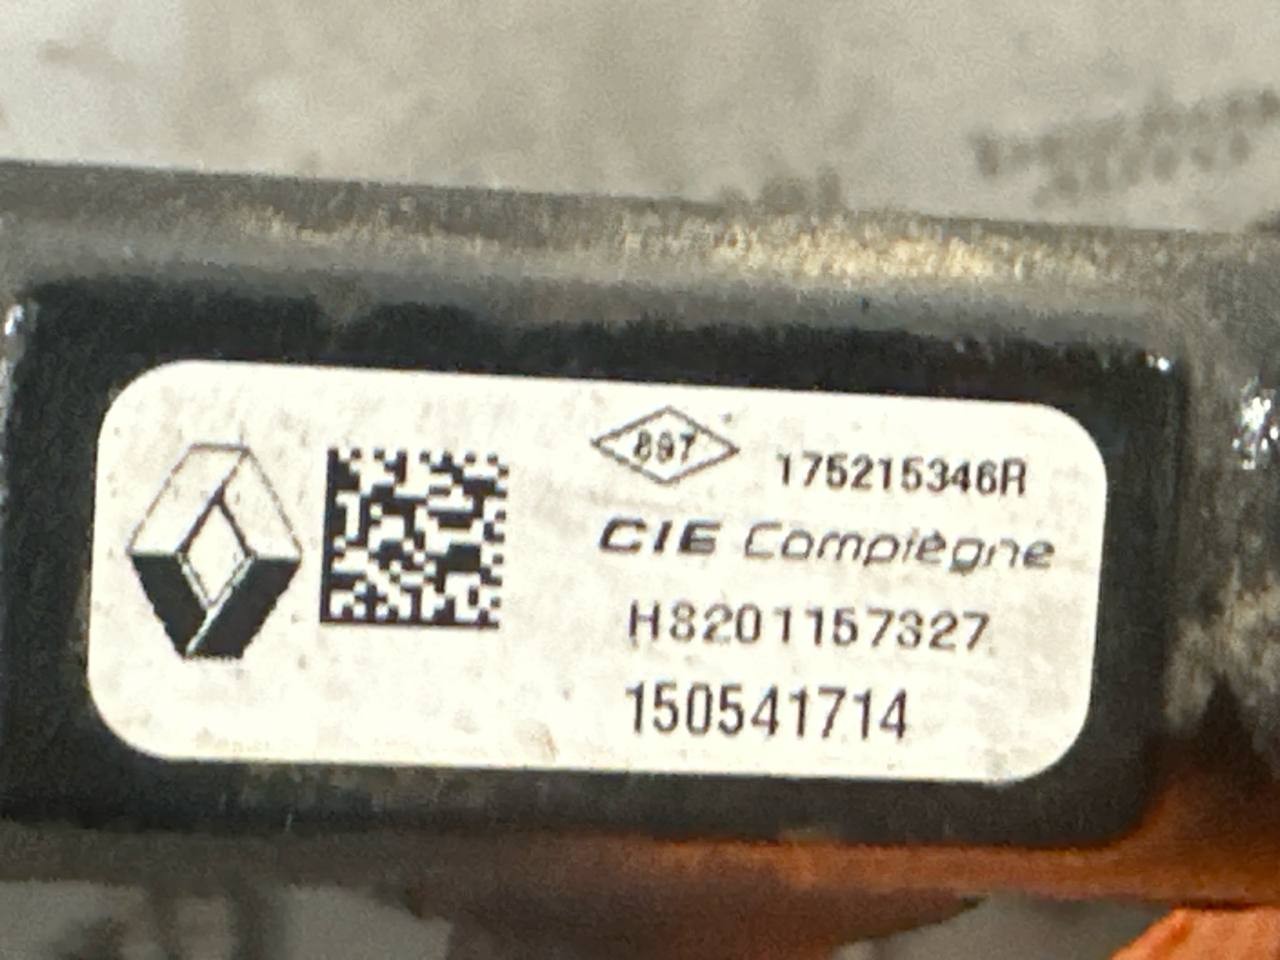 897
175215346R
CIE Compiègne
H8201157327
150541714